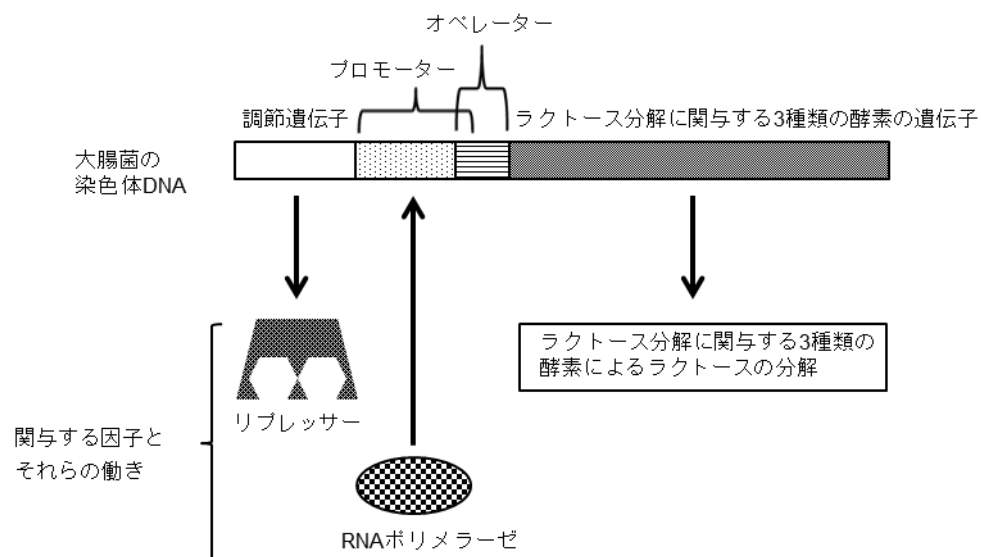 オペレーター
プロモーター
調節遺伝子
ラクトース分解に関与する3種類の酵素の遺伝子
大腸菌の
染色体DNA
ラクトース分解に関与する3種類の
酵素によるラクトースの分解
リプレッサー
関与する因子と
それらの働き
RNAポリメラーゼ